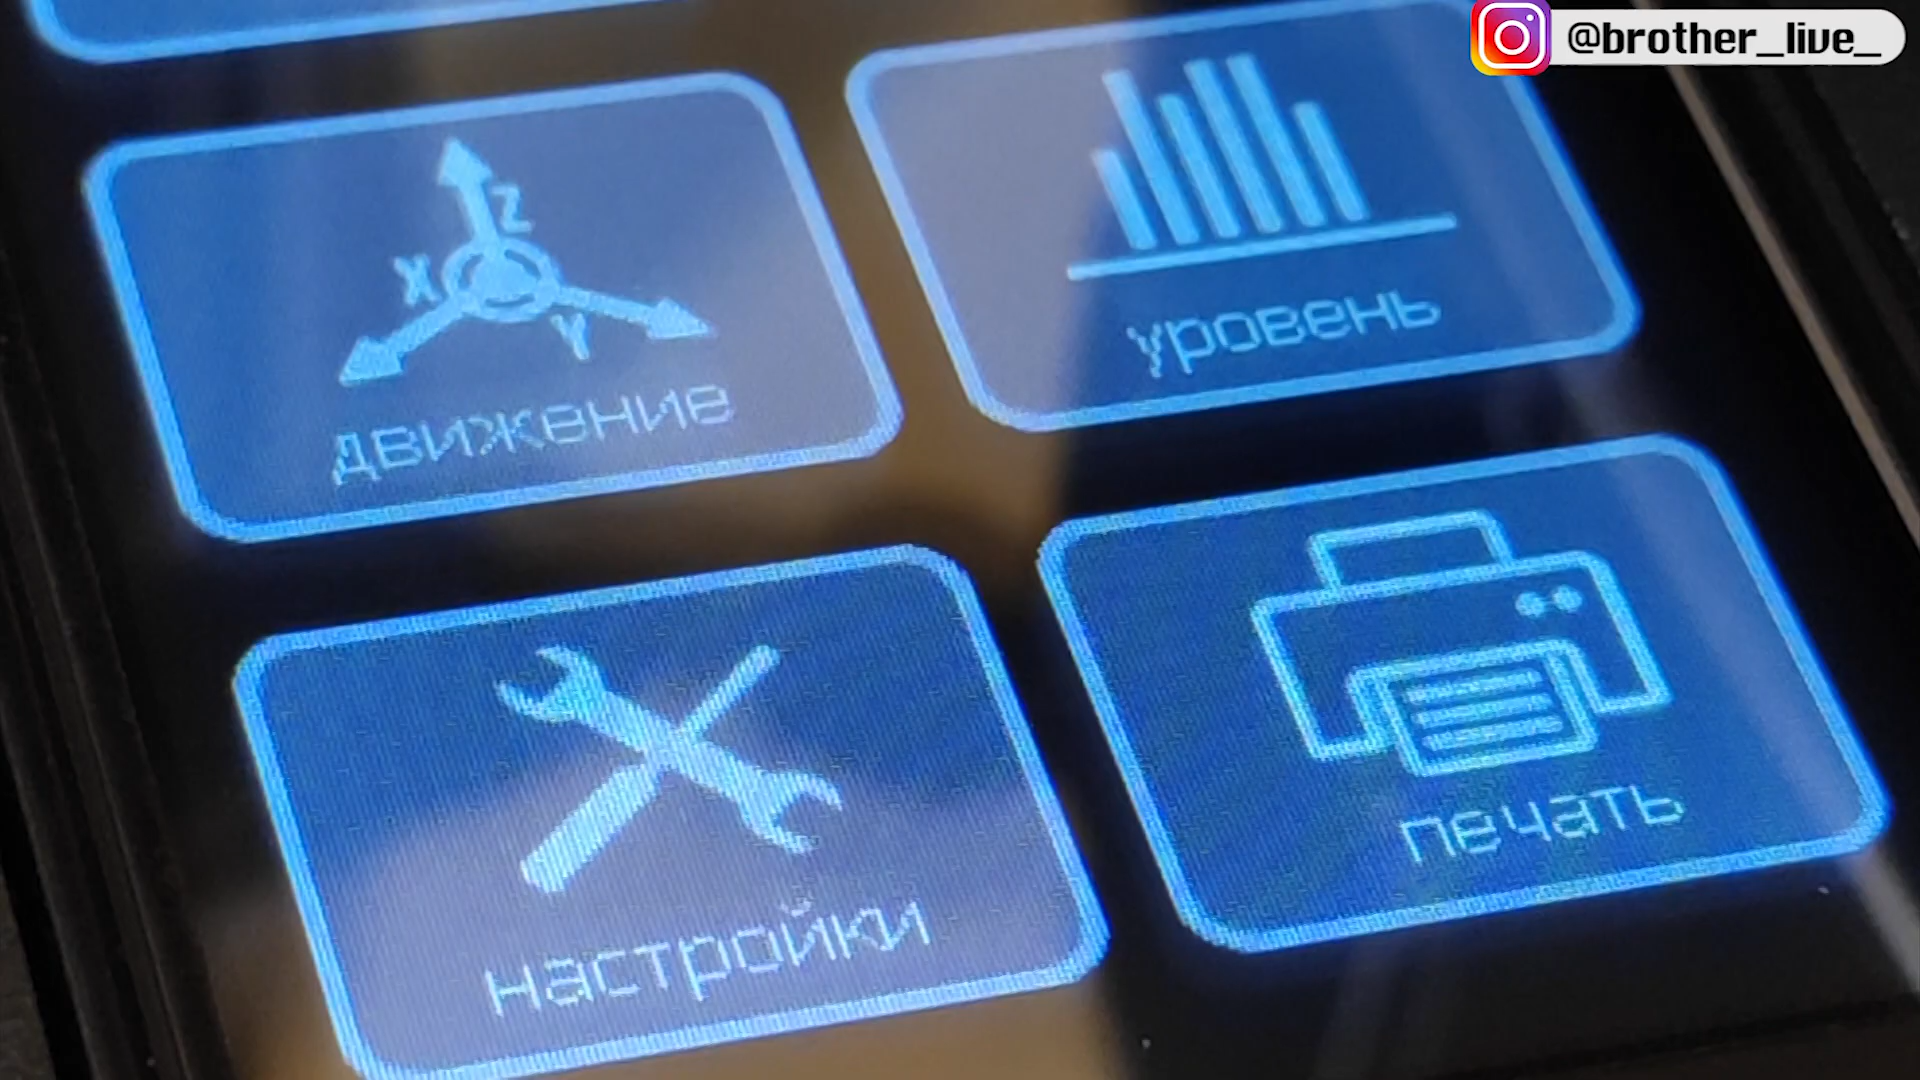 @brother_live_
Z
X
Y
движение
уровень
настройки
печать